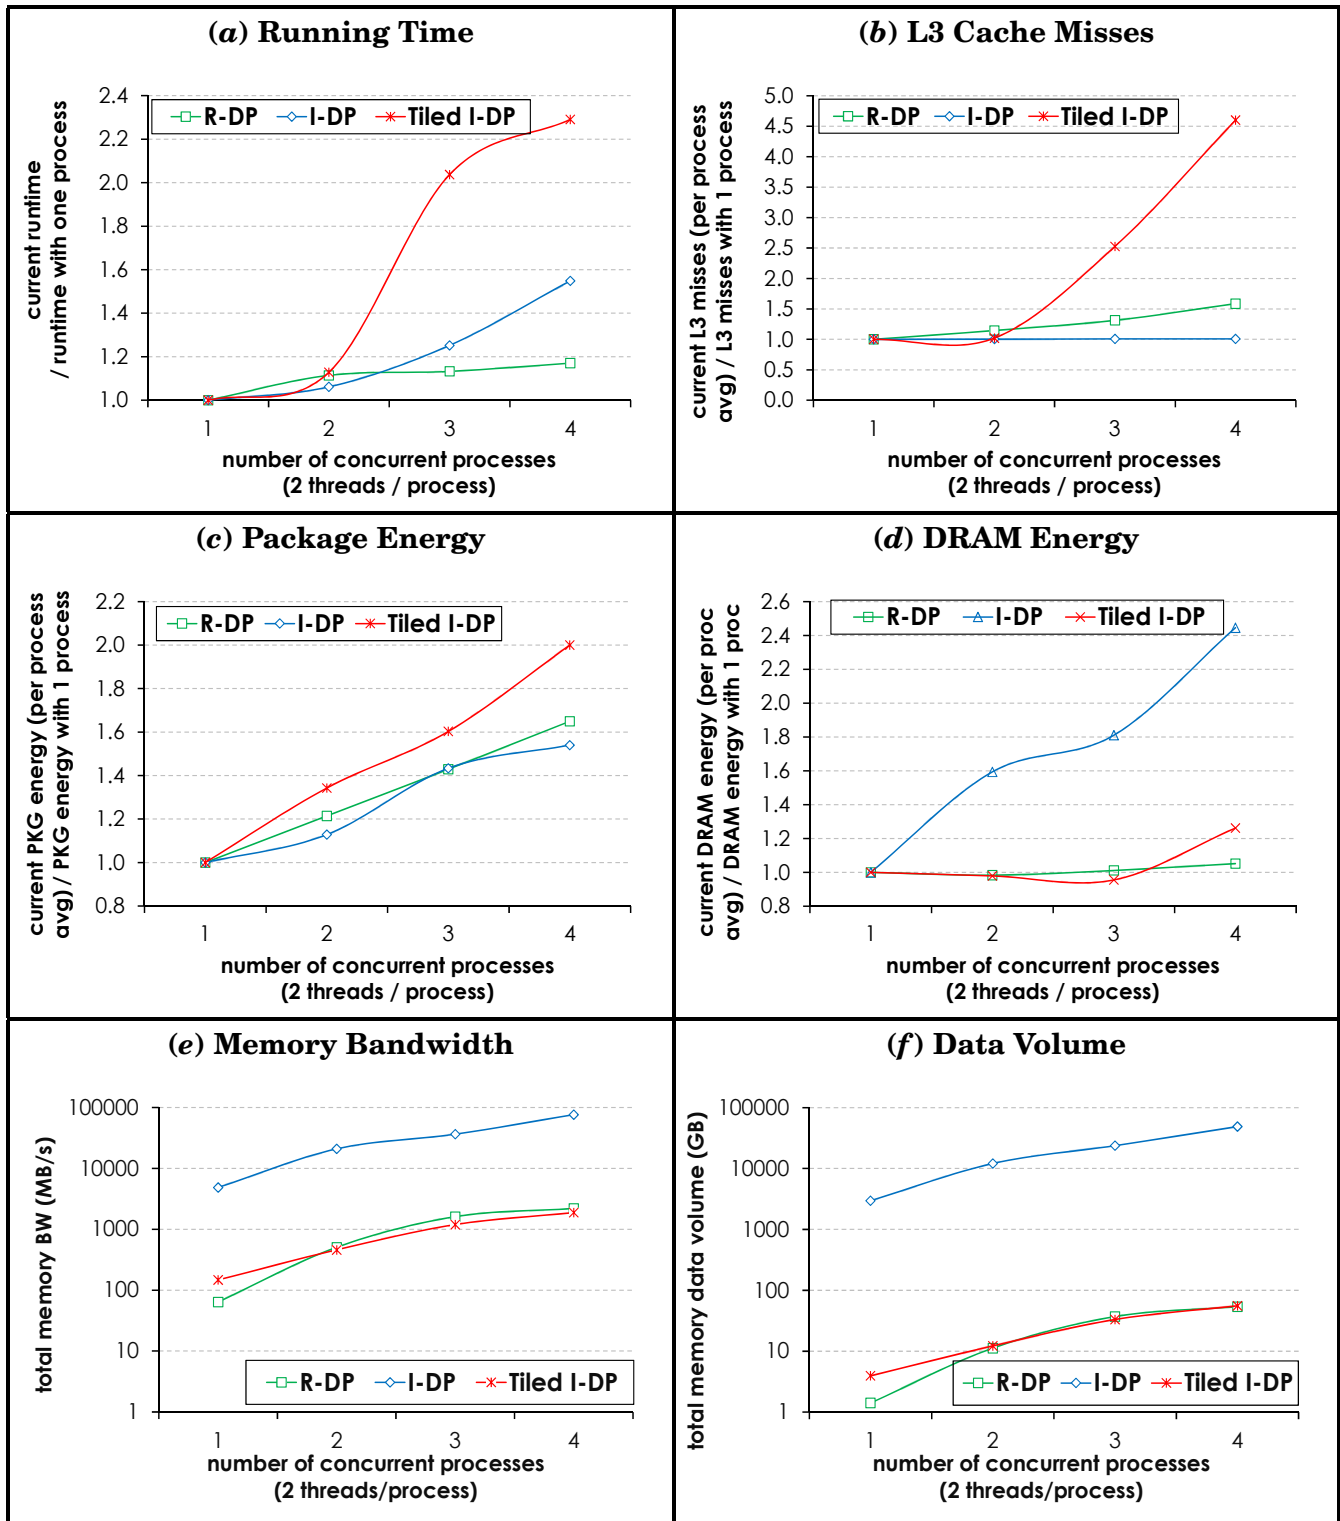 (a) Running Time
current runtime
/ runtime with one process
2.4
2.2
2.0
1.8
1.6
1.4
1.2
1.0
R-DP I-DP Tiled I-DP
1 2 3 4
number of concurrent processes
(2 threads / process)
(b) L3 Cache Misses
current L3 misses (per process
avg) / L3 misses with 1 process
5.0
4.5
4.0
3.5
3.0
2.5
2.0
1.5
1.0
0.5
0.0
R-DP I-DP Tiled I-DP
1 2 3 4
number of concurrent processes
(2 threads / process)
(c) Package Energy
current PKG energy (per process
avg) / PKG energy with 1 process
2.2
2.0
1.8
1.6
1.4
1.2
1.0
0.8
R-DP I-DP Tiled I-DP
1 2 3 4
number of concurrent processes
(2 threads / process)
(d) DRAM Energy
current DRAM energy (per proc
avg) / DRAM energy with 1 proc
2.6
2.4
2.2
2.0
1.8
1.6
1.4
1.2
1.0
0.8
R-DP I-DP Tiled I-DP
1 2 3 4
number of concurrent processes
(2 threads / process)
(e) Memory Bandwidth
total memory BW (MB/s)
100000
10000
1000
100
10
1
R-DP I-DP Tiled I-DP
1 2 3 4
number of concurrent processes
(2 threads/process)
(f) Data Volume
total memory data volume (GB)
100000
10000
1000
100
10
1
R-DP I-DP Tiled I-DP
1 2 3 4
number of concurrent processes
(2 threads/process)